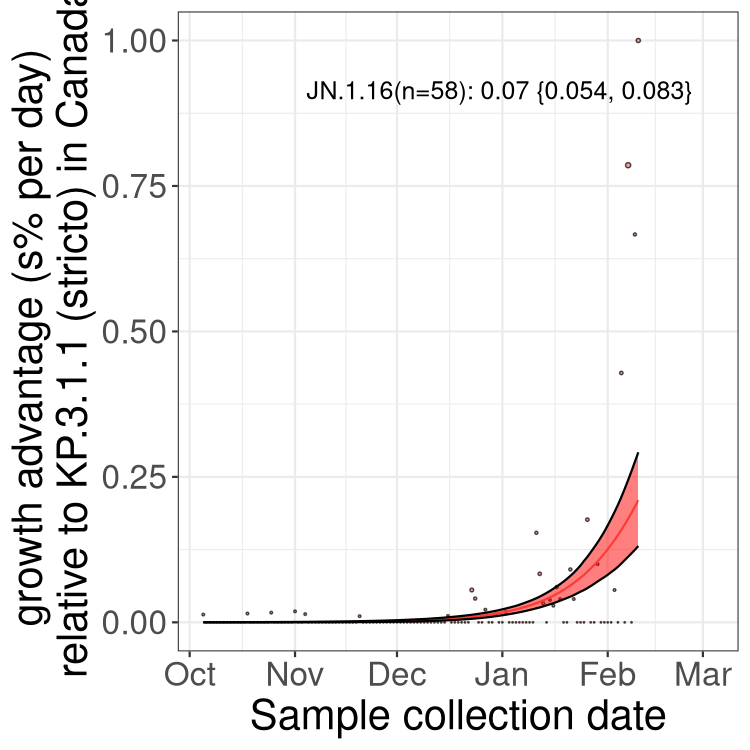 growth advantage (s% per day)
relative to KP.3.1.1 (stricto) in Canada
1.00
0.75
0.50
0.25
0.00
JN.1.16(n=58): 0.07 {0.054, 0.083}
Oct Nov Dec Jan Feb Mar
Sample collection date